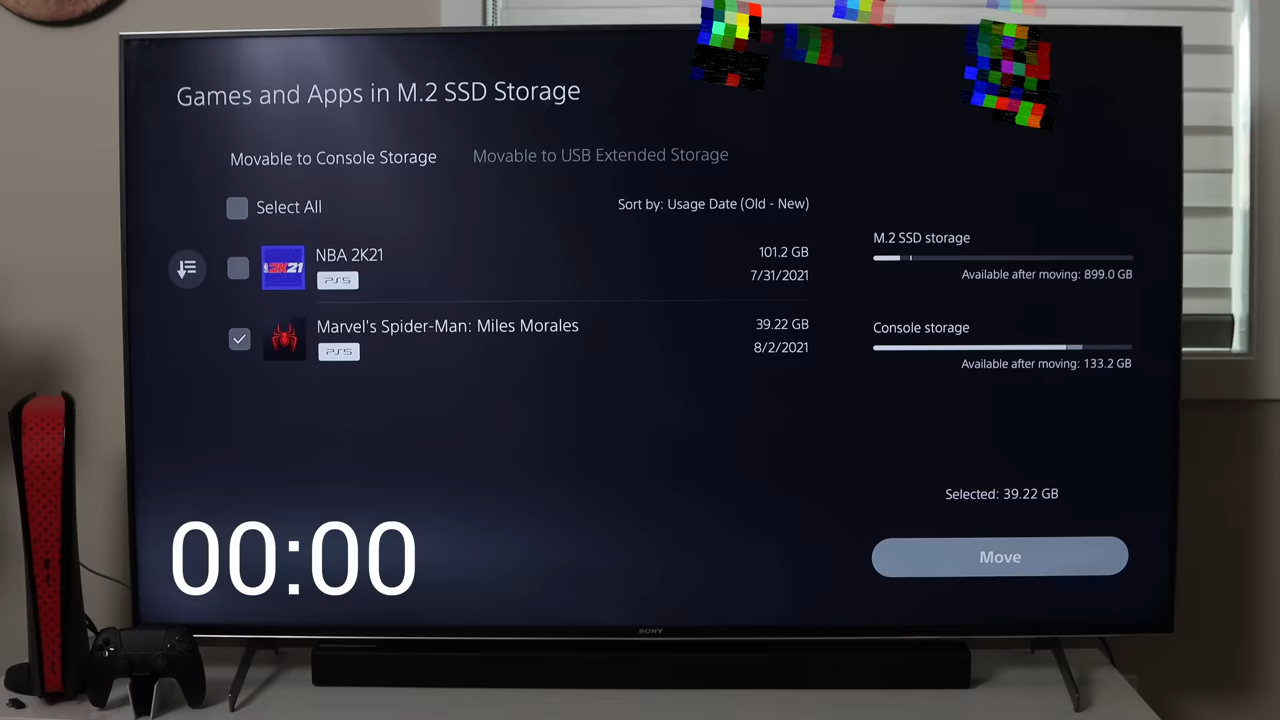 Games and Apps in M.2 SSD Storage
Movable to Console Storage
Movable to USB Extended Storage
Select All
Sort by: Usage Date (Old - New)
2K21
NBA 2K21
PS5
101.2 GB
7/31/2021
Marvel's Spider-Man: Miles Morales
PS5
39.22 GB
8/2/2021
M.2 SSD storage
Available after moving: 899.0 GB
Console storage
Available after moving: 133.2 GB
Selected: 39.22 GB
Move
00:00
SONY